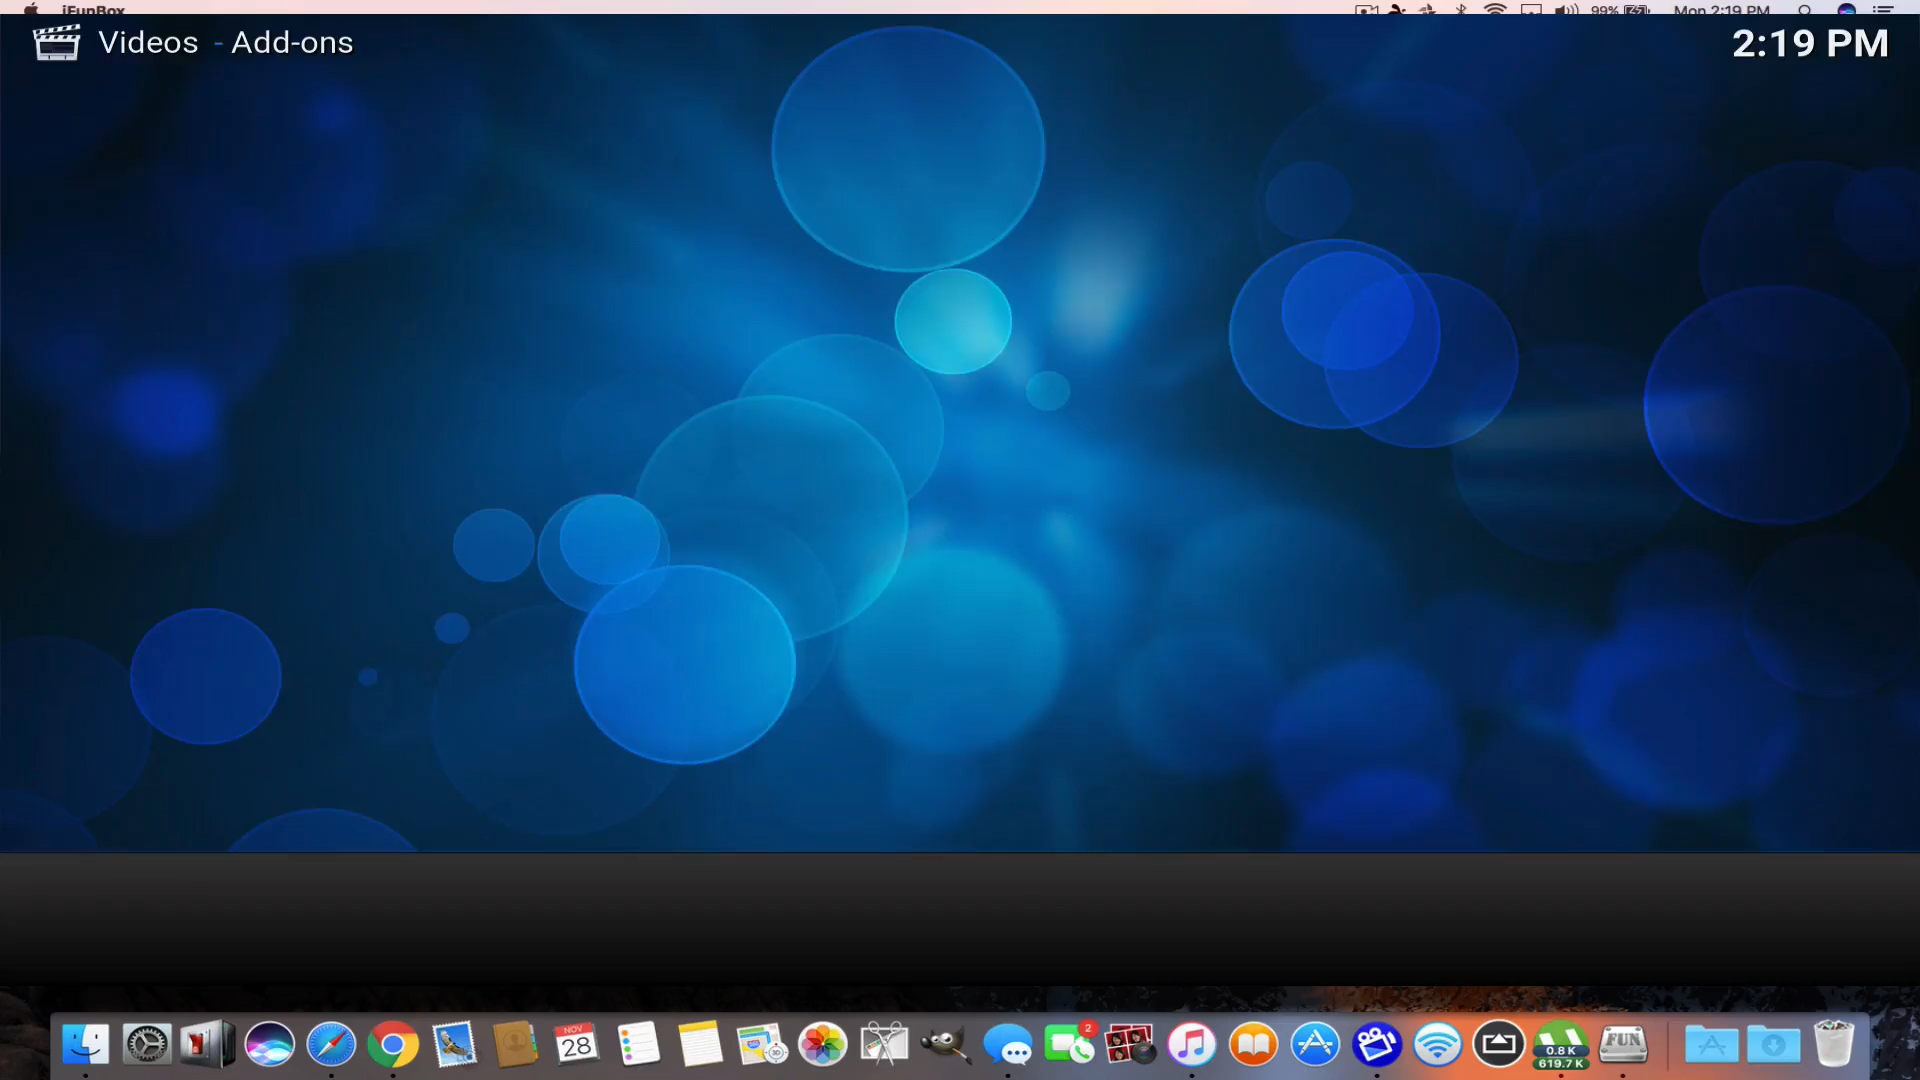 iFunBox
99%
Mon 2:19 PM
Videos - Add-ons
2:19 PM
NOV
28
3D
2
0.8 K
619.7 K
FUN